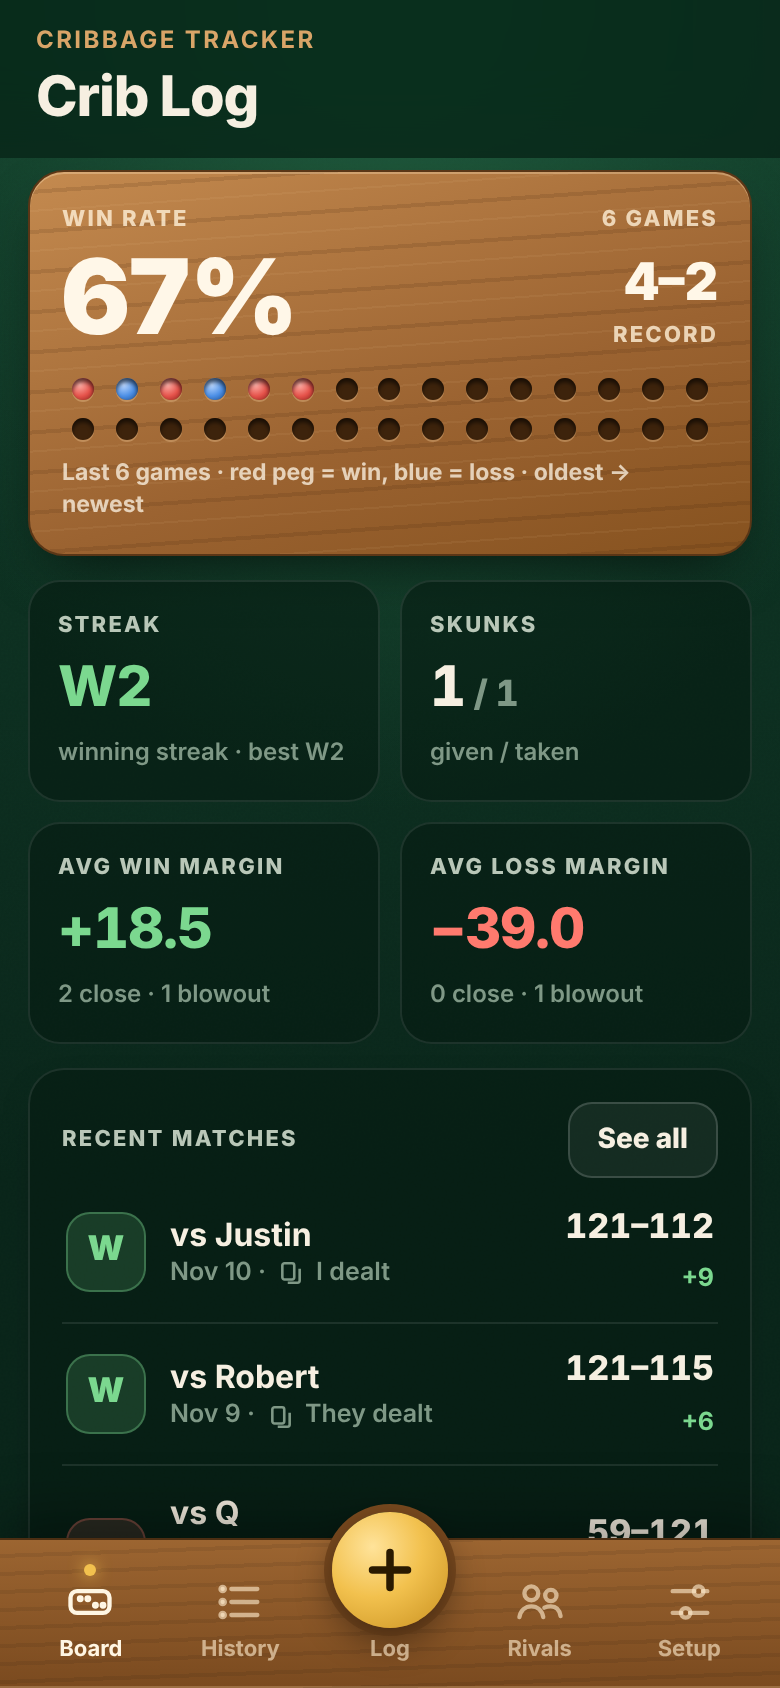 CRIBBAGE TRACKER
Crib Log
WIN RATE
6 GAMES
67%
4–2
RECORD
Last 6 games · red peg = win, blue = loss · oldest →
newest
STREAK
W2
winning streak · best W2
SKUNKS
1 / 1
given / taken
AVG WIN MARGIN
+18.5
2 close · 1 blowout
AVG LOSS MARGIN
−39.0
0 close · 1 blowout
RECENT MATCHES
See all
W
vs Justin
121–112
Nov 10 · I dealt
+9
W
vs Robert
121–115
Nov 9 · They dealt
+6
vs Q
59–121
Board
History
Log
Rivals
Setup